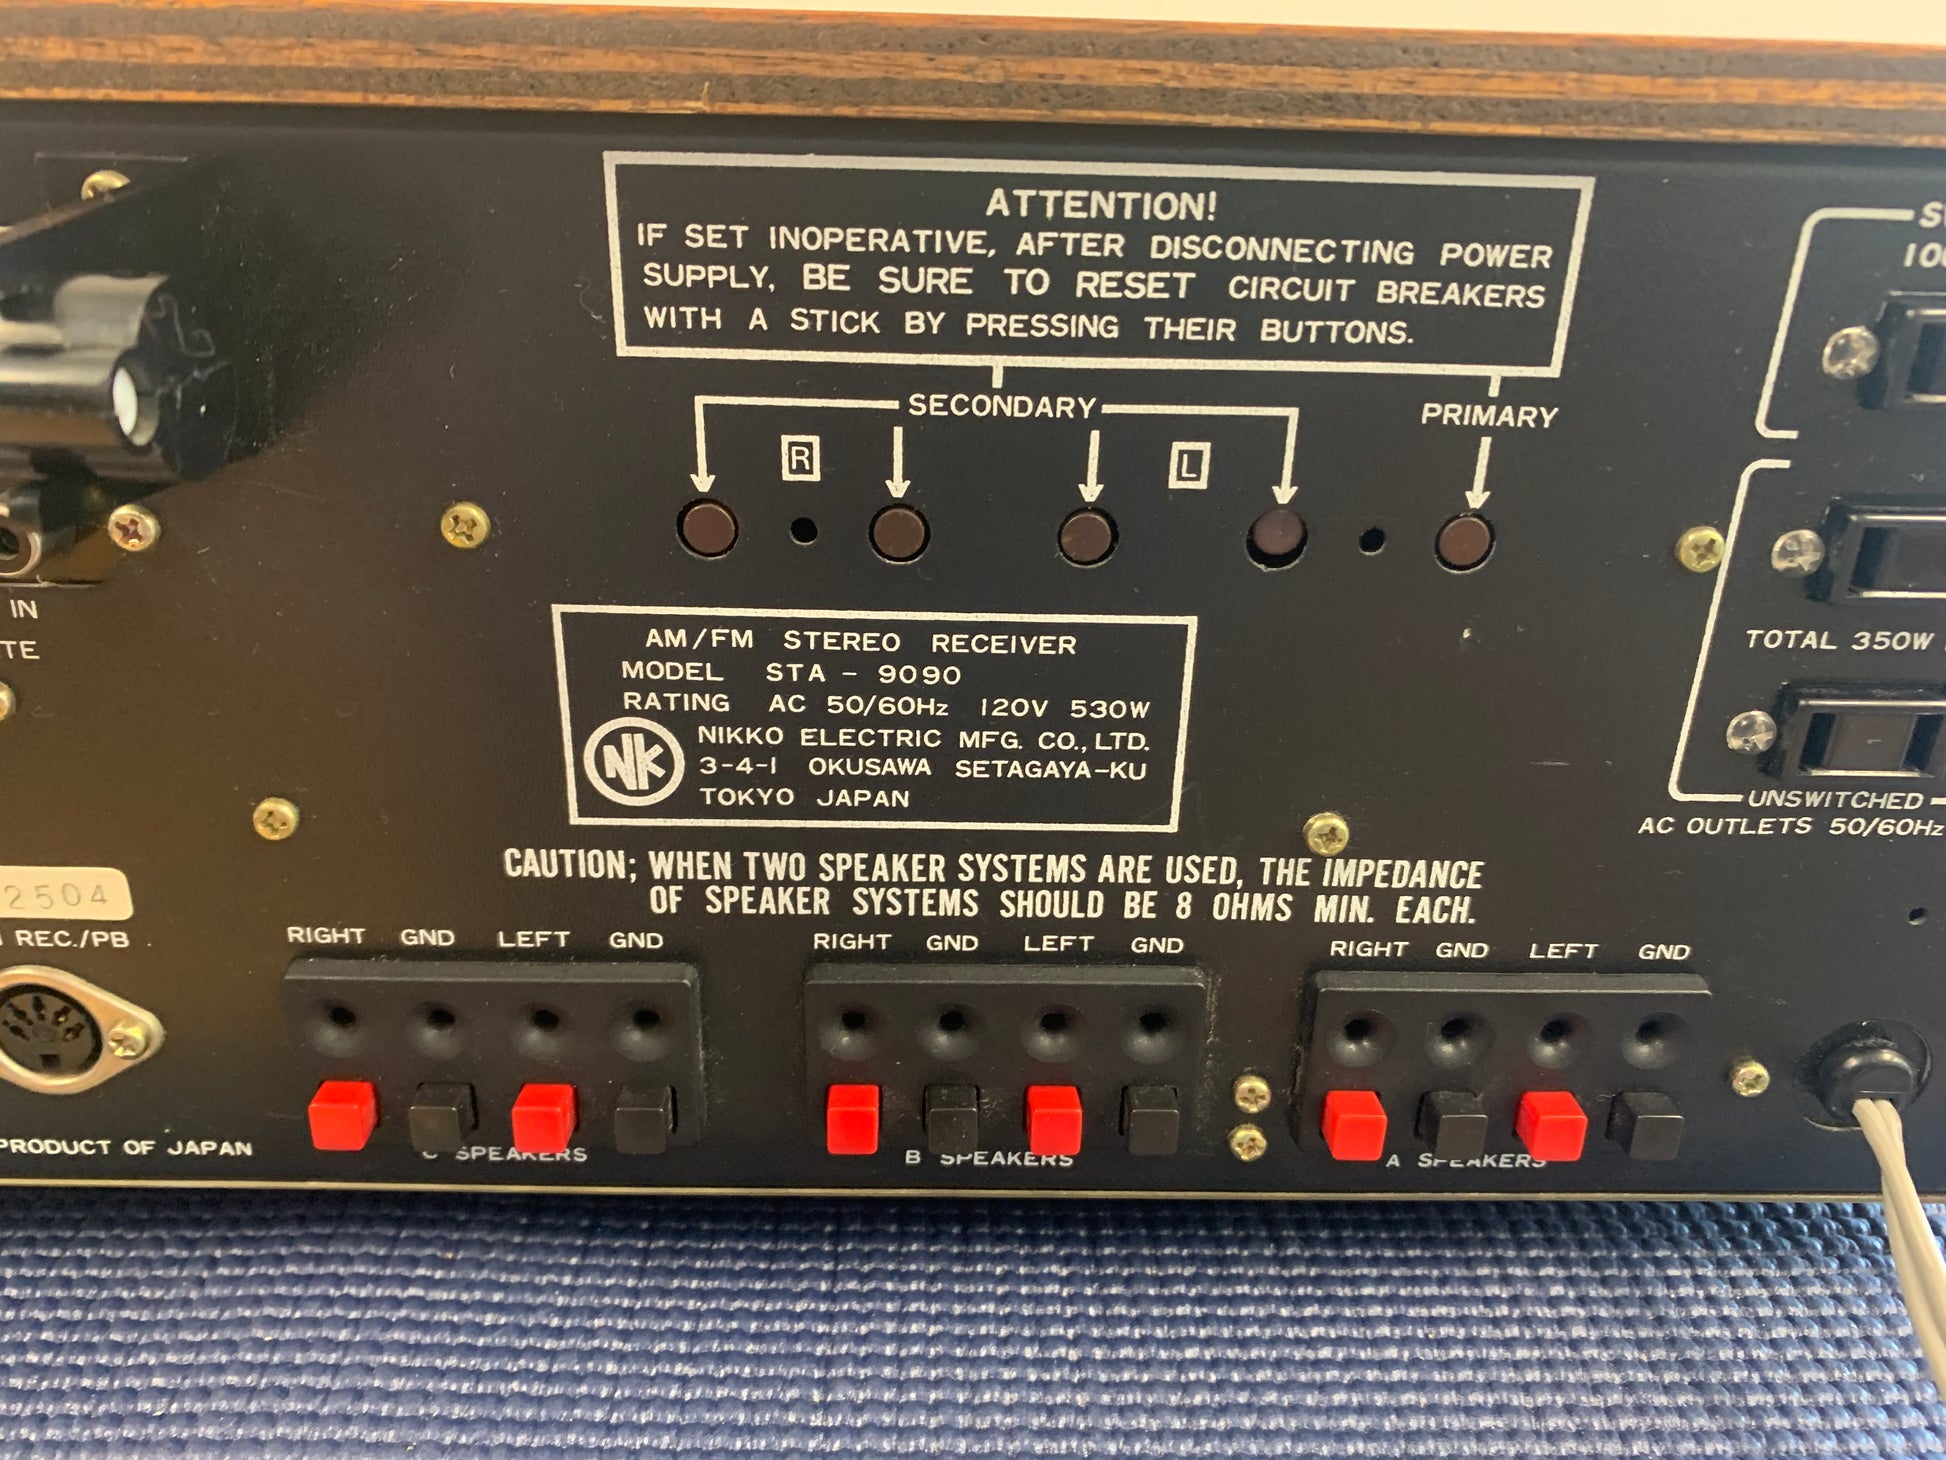 ATTENTION!
IF SET INOPERATIVE, AFTER DISCONNECTING POWER
SUPPLY, BE SURE TO RESET CIRCUIT BREAKERS
WITH A STICK BY PRESSING THEIR BUTTONS.
SECONDARY
PRIMARY
R
L
IN
AM/FM STEREO RECEIVER
MODEL STA - 9090
RATING AC 50/60Hz 120V 530W
NK
NIKKO ELECTRIC MFG. CO., LTD.
3-4-1 OKUSAWA SETAGAYA-KU
TOKYO JAPAN
TOTAL 350W
UNSWITCHED
AC OUTLETS 50/60Hz
CAUTION; WHEN TWO SPEAKER SYSTEMS ARE USED, THE IMPEDANCE
OF SPEAKER SYSTEMS SHOULD BE 8 OHMS MIN. EACH.
2504
REC./PB
RIGHT GND LEFT GND
RIGHT GND LEFT GND
RIGHT GND LEFT GND
PRODUCT OF JAPAN
C SPEAKERS
B SPEAKERS
A SPEAKERS